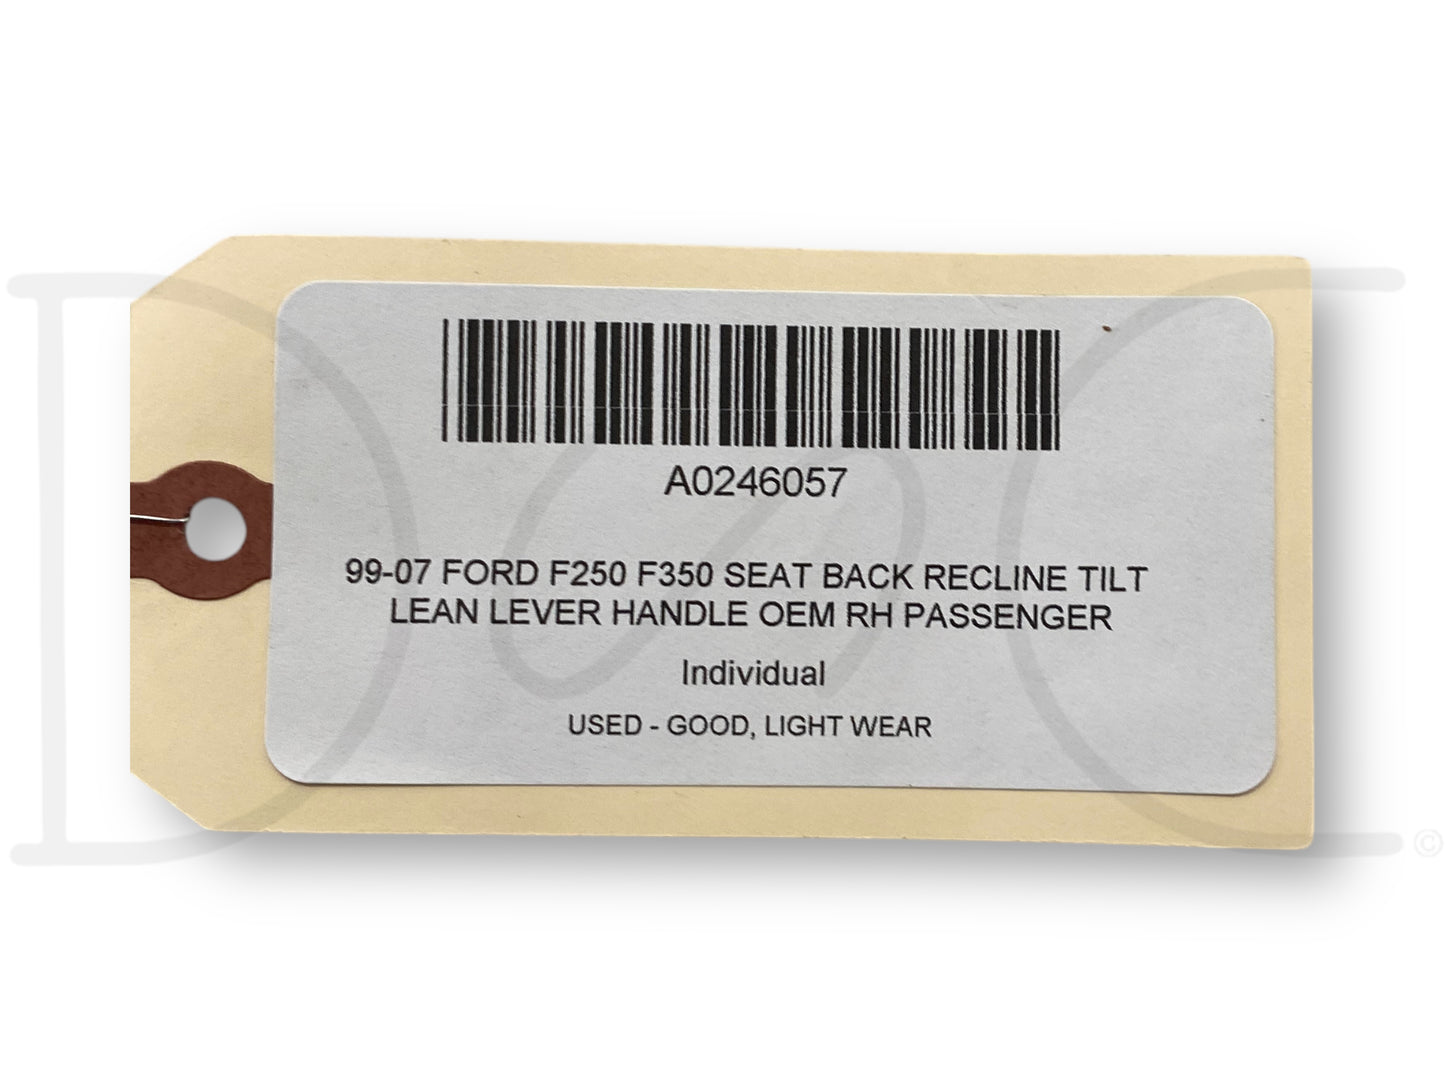 A0246057
99-07 FORD F250 F350 SEAT BACK RECLINE TILT
LEAN LEVER HANDLE OEM RH PASSENGER
Individual
USED - GOOD, LIGHT WEAR
©